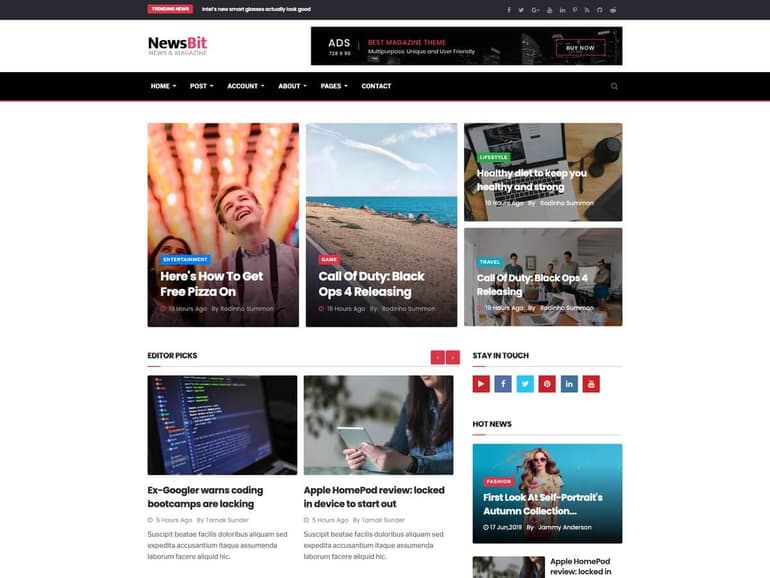 TRENDING NEWS
Intel's new smart glasses actually look good
NewsBit
NEWS & MAGAZINE
ADS
728 X 90
BEST MAGAZINE THEME
Multipurpose, Unique and User Friendly
BUY NOW
HOME
POST
ACCOUNT
ABOUT
PAGES
CONTACT
ENTERTAINMENT
Here's How To Get
Free Pizza On
19 Hours Ago By Rodinho Summon
GAME
Call Of Duty: Black
Ops 4 Releasing
19 Hours Ago By Rodinho Summon
LIFESTYLE
Healthy diet to keep you
healthy and strong
19 Hours Ago By Rodinho Summon
TRAVEL
Call Of Duty: Black Ops 4
Releasing
19 Hours Ago By Rodinho Summon
EDITOR PICKS
Ex-Googler warns coding
bootcamps are lacking
5 Hours Ago By Tamak Sunder
Suscipit beatae facilis doloribus aliquam sed
expedita accusantium itaque assumenda
laborum facere aliquid hic.
Apple HomePod review: locked
in device to start out
5 Hours Ago By Tamak Sunder
Suscipit beatae facilis doloribus aliquam sed
expedita accusantium itaque assumenda
laborum facere aliquid hic.
STAY IN TOUCH
HOT NEWS
FASHION
First Look At Self-Portrait's
Autumn Collection...
17 Jun,2019 By Jammy Anderson
Apple HomePod
review: locked in